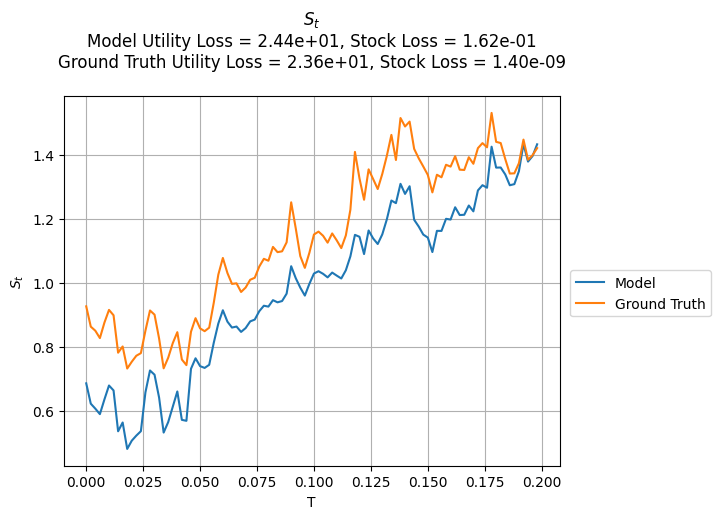 S_t
Model Utility Loss = 2.44e+01, Stock Loss = 1.62e-01
Ground Truth Utility Loss = 2.36e+01, Stock Loss = 1.40e-09
1.4
1.2
1.0
0.8
0.6
S_t
0.000 0.025 0.050 0.075 0.100 0.125 0.150 0.175 0.200
T
Model
Ground Truth